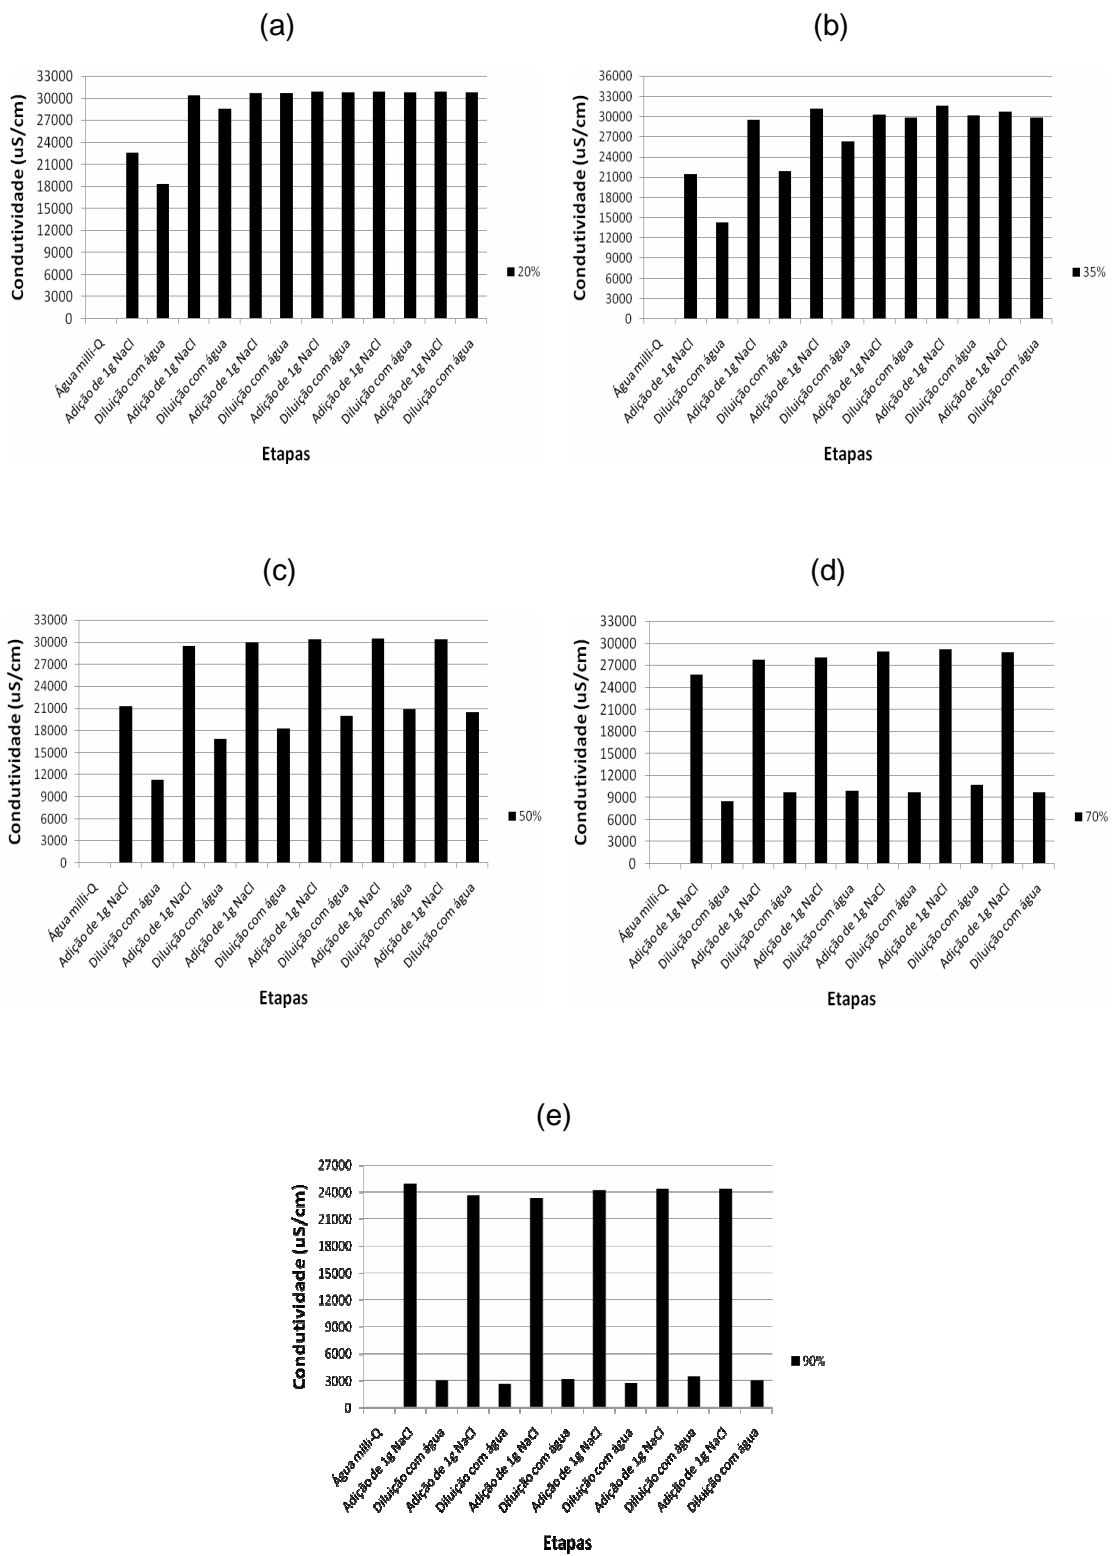 (a)
33000
30000
27000
24000
21000
18000
15000
12000
9000
6000
3000
0
Condutividade (uS/cm)
20%
Água milli-Q
Adição de 1g NaCl
Diluição com água
Adição de 1g NaCl
Diluição com água
Adição de 1g NaCl
Diluição com água
Adição de 1g NaCl
Diluição com água
Adição de 1g NaCl
Diluição com água
Adição de 1g NaCl
Diluição com água
Etapas
(b)
36000
33000
30000
27000
24000
21000
18000
15000
12000
9000
6000
3000
0
Condutividade (uS/cm)
35%
Água milli-Q
Adição de 1g NaCl
Diluição com água
Adição de 1g NaCl
Diluição com água
Adição de 1g NaCl
Diluição com água
Adição de 1g NaCl
Diluição com água
Adição de 1g NaCl
Diluição com água
Adição de 1g NaCl
Diluição com água
Etapas
(c)
33000
30000
27000
24000
21000
18000
15000
12000
9000
6000
3000
0
Condutividade (uS/cm)
50%
Água milli-Q
Adição de 1g NaCl
Diluição com água
Adição de 1g NaCl
Diluição com água
Adição de 1g NaCl
Diluição com água
Adição de 1g NaCl
Diluição com água
Adição de 1g NaCl
Diluição com água
Adição de 1g NaCl
Diluição com água
Etapas
(d)
33000
30000
27000
24000
21000
18000
15000
12000
9000
6000
3000
0
Condutividade (uS/cm)
70%
Água milli-Q
Adição de 1g NaCl
Diluição com água
Adição de 1g NaCl
Diluição com água
Adição de 1g NaCl
Diluição com água
Adição de 1g NaCl
Diluição com água
Adição de 1g NaCl
Diluição com água
Adição de 1g NaCl
Diluição com água
Etapas
(e)
27000
24000
21000
18000
15000
12000
9000
6000
3000
0
Condutividade (uS/cm)
90%
Água milli-Q
Adição de 1g NaCl
Diluição com água
Adição de 1g NaCl
Diluição com água
Adição de 1g NaCl
Diluição com água
Adição de 1g NaCl
Diluição com água
Adição de 1g NaCl
Diluição com água
Adição de 1g NaCl
Diluição com água
Etapas